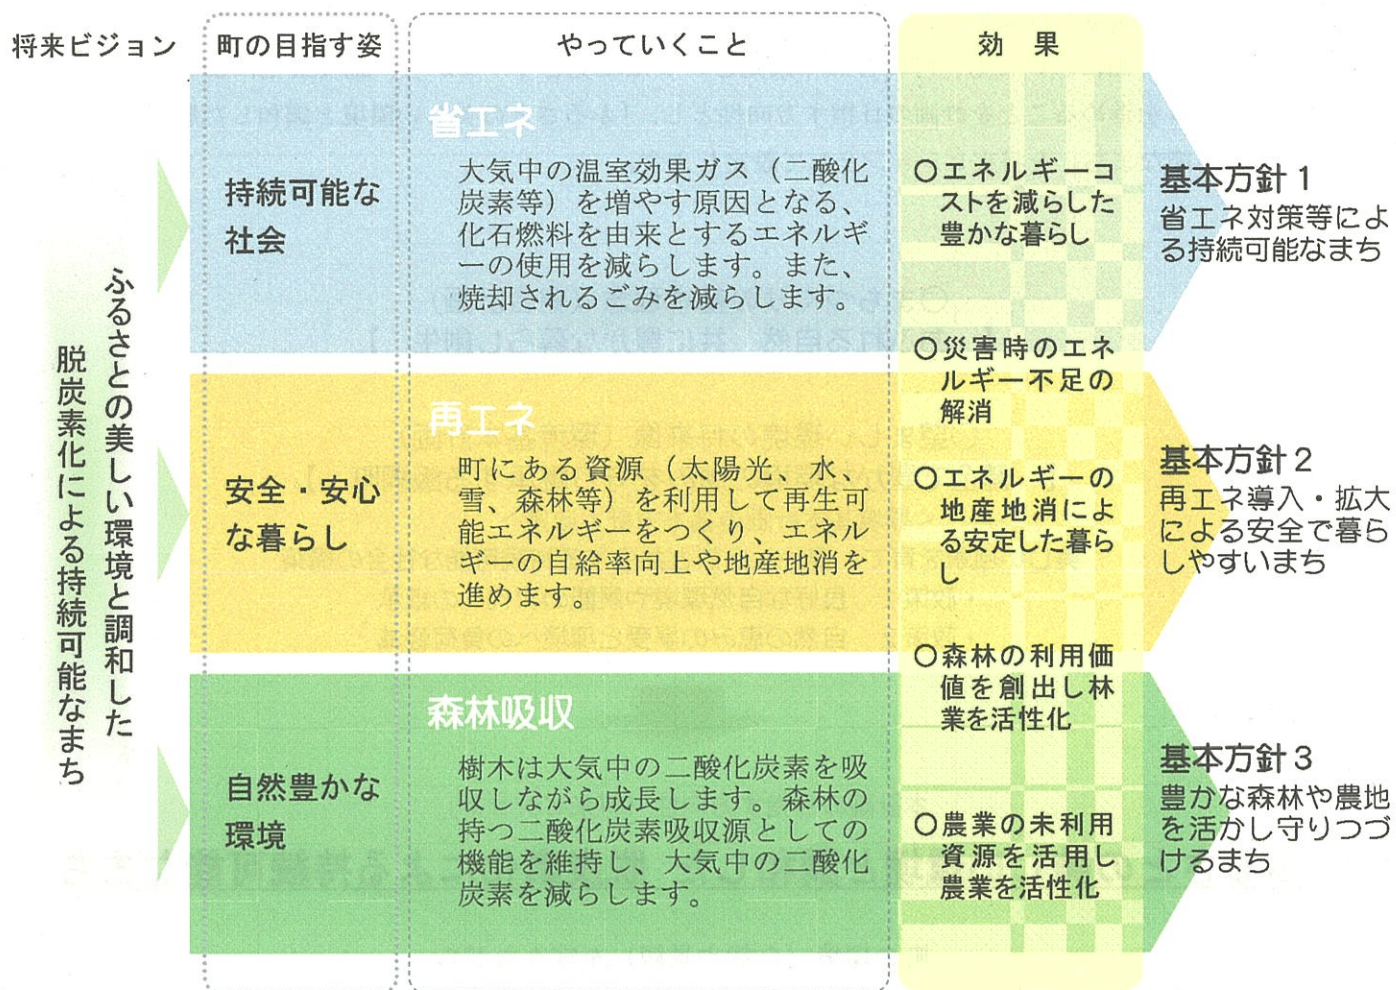 将来ビジョン
町の目指す姿
やっていくこと
効 果
ふるさとの美しい環境と調和した
脱炭素化による持続可能なまち
持続可能な
社会
省エネ
大気中の温室効果ガス（二酸化
炭素等）を増やす原因となる、
化石燃料を由来とするエネルギ
ーの使用を減らします。また、
焼却されるごみを減らします。
安全・安心
な暮らし
再エネ
町にある資源（太陽光、水、
雪、森林等）を利用して再生可
能エネルギーをつくり、エネル
ギーの自給率向上や地産地消を
進めます。
自然豊かな
環境
森林吸収
樹木は大気中の二酸化炭素を吸
収しながら成長します。森林の
持つ二酸化炭素吸収源としての
機能を維持し、大気中の二酸化
炭素を減らします。
○エネルギーコ
ストを減らした
豊かな暮らし
○災害時のエネ
ルギー不足の
解消
○エネルギーの
地産地消によ
る安定した暮ら
し
○森林の利用価
値を創出し林
業を活性化
○農業の未利用
資源を活用し
農業を活性化
基本方針１
省エネ対策等によ
る持続可能なまち
基本方針２
再エネ導入・拡大
による安全で暮ら
しやすいまち
基本方針３
豊かな森林や農地
を活かし守りつづ
けるまち